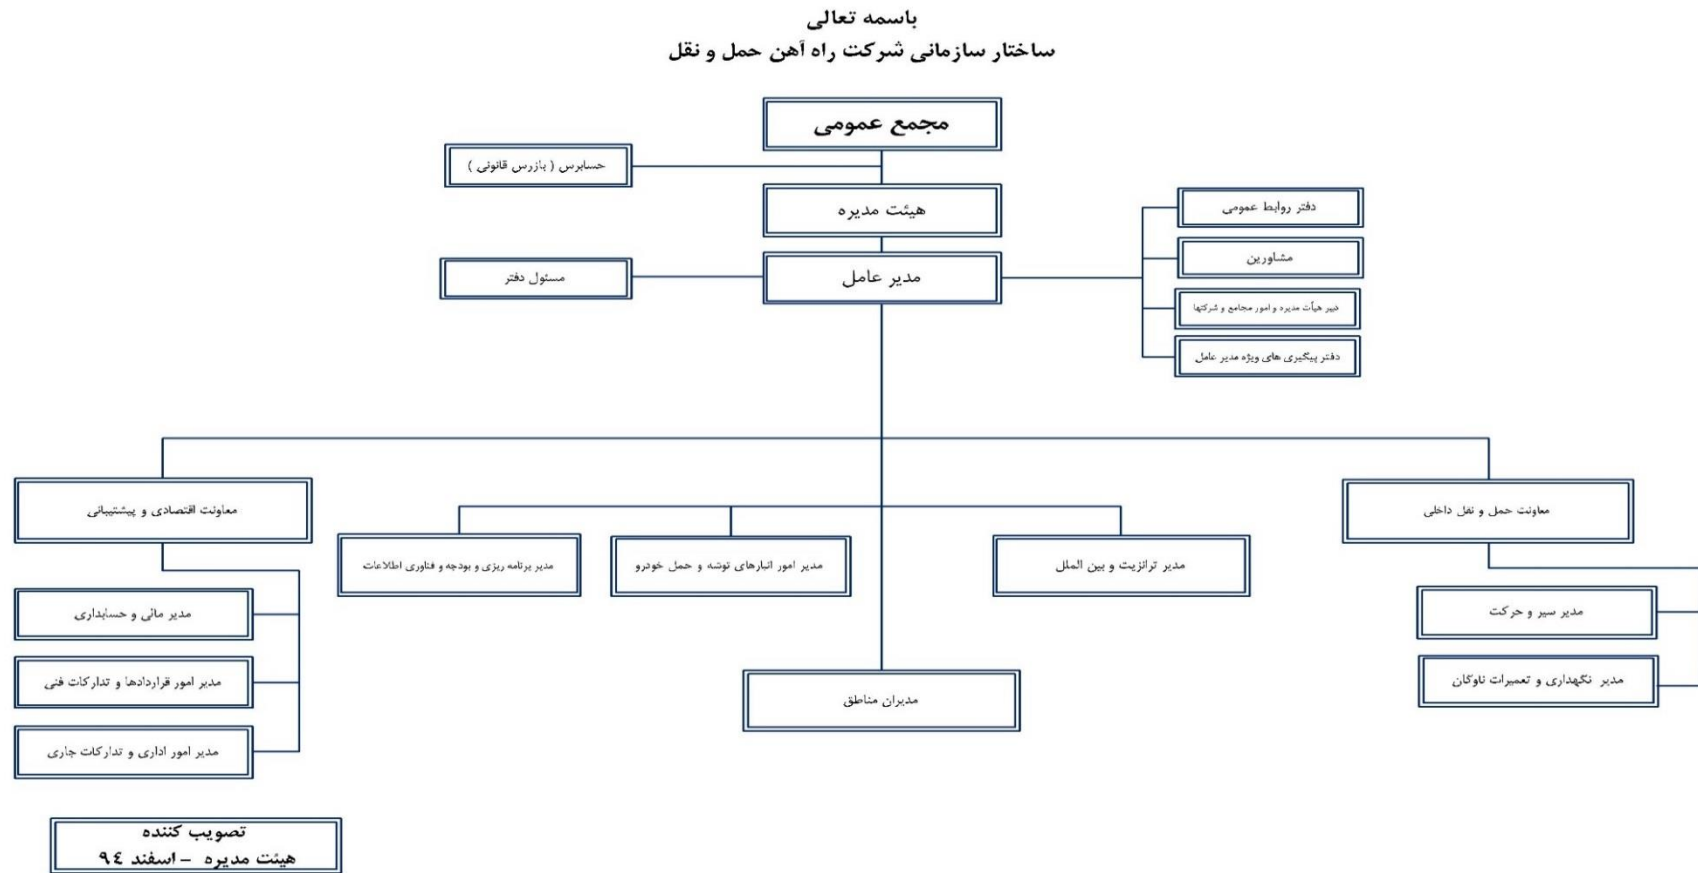 باسمه تعالی
ساختار سازمانی شرکت راه آهن حمل و نقل
مجمع عمومی
حسابرس ( بازرس قانونی )
هیئت مدیره
دفتر روابط عمومی
مشاورین
مدیر عامل
مسئول دفتر
دبیر هیأت مدیره و امور مجامع و شرکتها
دفتر پیگیری های ویژه مدیر عامل
معاونت حمل و نقل داخلی
معاونت اقتصادی و پیشتیبانی
مدیر ترانزیت و بین الملل
مدیر امور انبارهای توشه و حمل خودرو
مدیر برنامه ریزی و بودجه و فناوری اطلاعات
مدیر سیر و حرکت
مدیر مالی و حسابداری
مدیر نگهداری و تعمیرات ناوگان
مدیران مناطق
مدیر امور قراردادها و تدارکات فنی
مدیر امور اداری و تدارکات جاری
تصویب کننده
هیئت مدیره - اسفند ٩٤